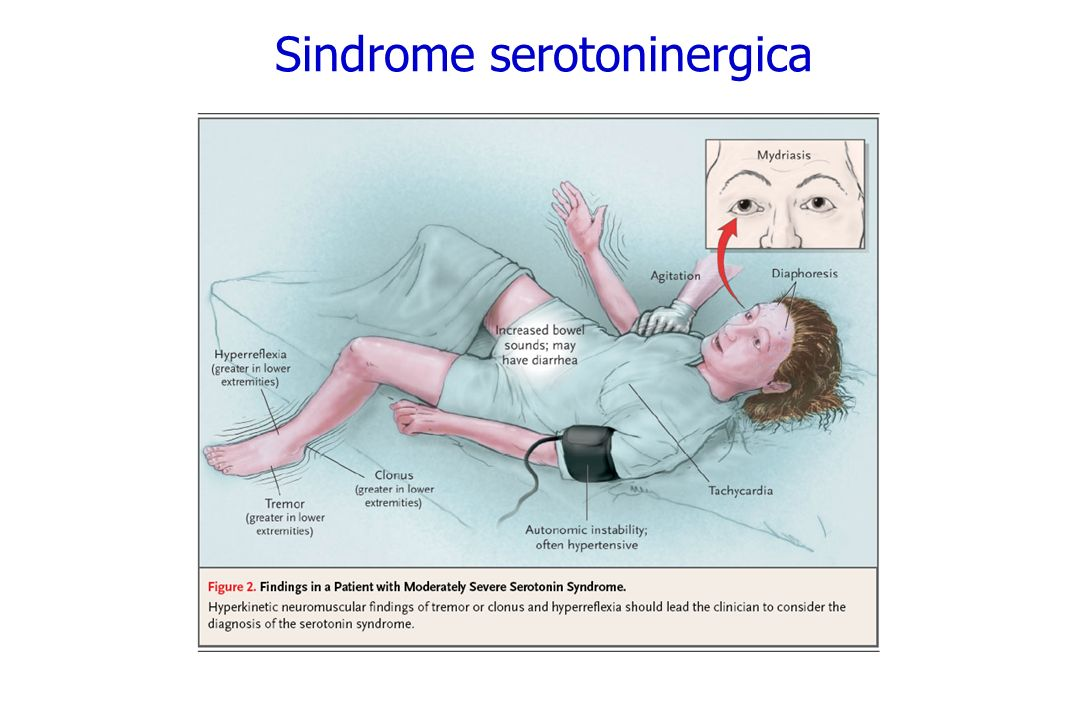 Sindrome serotoninergica
Mydriasis
Agitation
Diaphoresis
Increased bowel
sounds; may
have diarrhea
Hyperreflexia
(greater in lower
extremities)
Clonus
(greater in lower
extremities)
Tachycardia
Tremor
(greater in lower
extremities)
Autonomic instability;
often hypertensive
Figure 2. Findings in a Patient with Moderately Severe Serotonin Syndrome.
Hyperkinetic neuromuscular findings of tremor or clonus and hyperreflexia should lead the clinician to consider the
diagnosis of the serotonin syndrome.